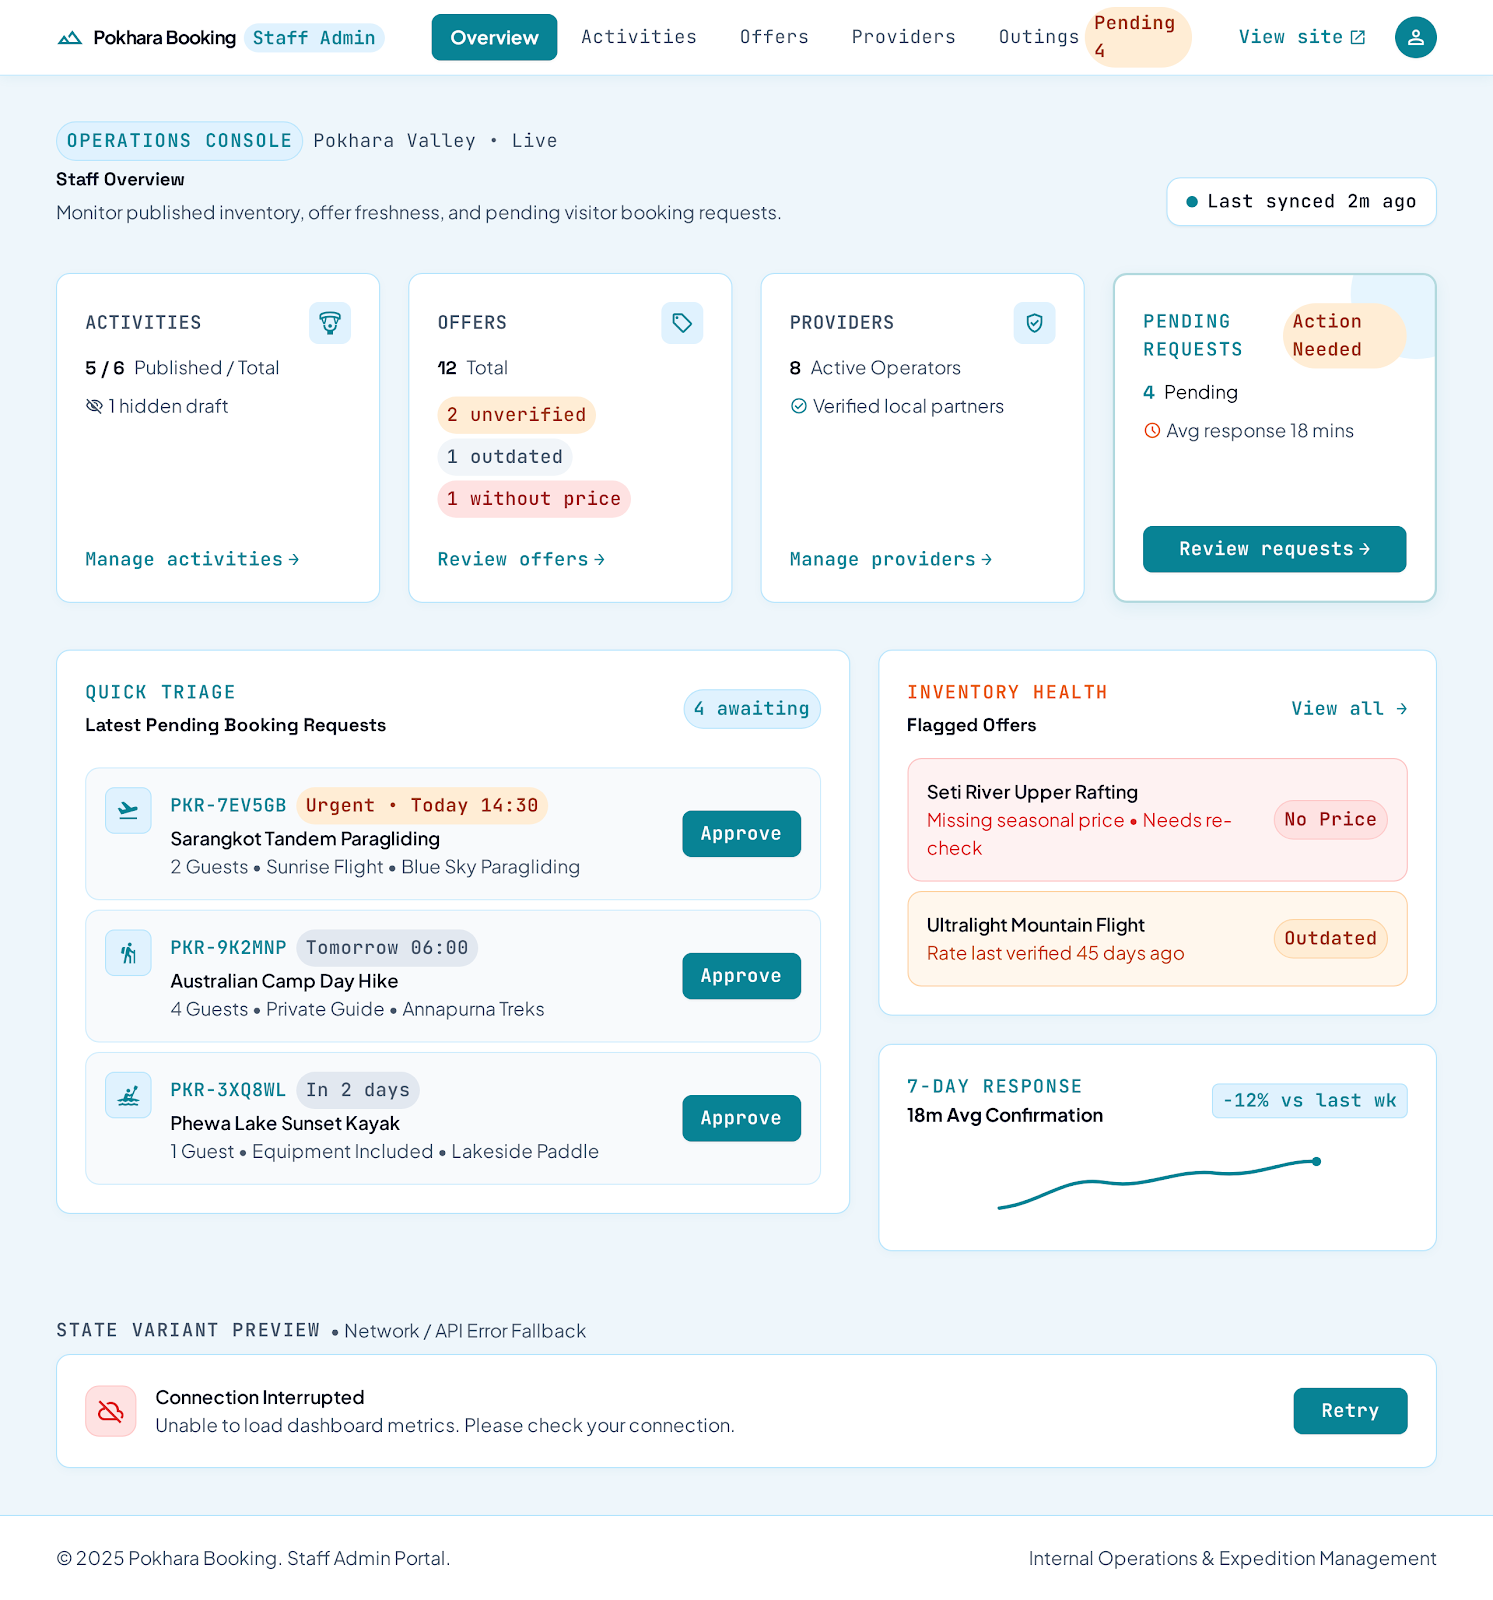 Pokhara Booking Staff Admin Overview Activities Offers Providers Outings Pending 4 View site
OPERATIONS CONSOLE Pokhara Valley • Live
Staff Overview
Monitor published inventory, offer freshness, and pending visitor booking requests.
Last synced 2m ago
ACTIVITIES
5 / 6 Published / Total
1 hidden draft
Manage activities →
OFFERS
12 Total
2 unverified
1 outdated
1 without price
Review offers →
PROVIDERS
8 Active Operators
Verified local partners
Manage providers →
PENDING
REQUESTS
Action
Needed
4 Pending
Avg response 18 mins
Review requests →
QUICK TRIAGE
Latest Pending Booking Requests
4 awaiting
PKR-7EV5GB Urgent • Today 14:30
Sarangkot Tandem Paragliding
2 Guests • Sunrise Flight • Blue Sky Paragliding
Approve
PKR-9K2MNP Tomorrow 06:00
Australian Camp Day Hike
4 Guests • Private Guide • Annapurna Treks
Approve
PKR-3XQ8WL In 2 days
Phewa Lake Sunset Kayak
1 Guest • Equipment Included • Lakeside Paddle
Approve
INVENTORY HEALTH
Flagged Offers
View all →
Seti River Upper Rafting
Missing seasonal price • Needs re-
check
No Price
Ultralight Mountain Flight
Rate last verified 45 days ago
Outdated
7-DAY RESPONSE
18m Avg Confirmation
-12% vs last wk
STATE VARIANT PREVIEW • Network / API Error Fallback
Connection Interrupted
Unable to load dashboard metrics. Please check your connection.
Retry
© 2025 Pokhara Booking. Staff Admin Portal.
Internal Operations & Expedition Management